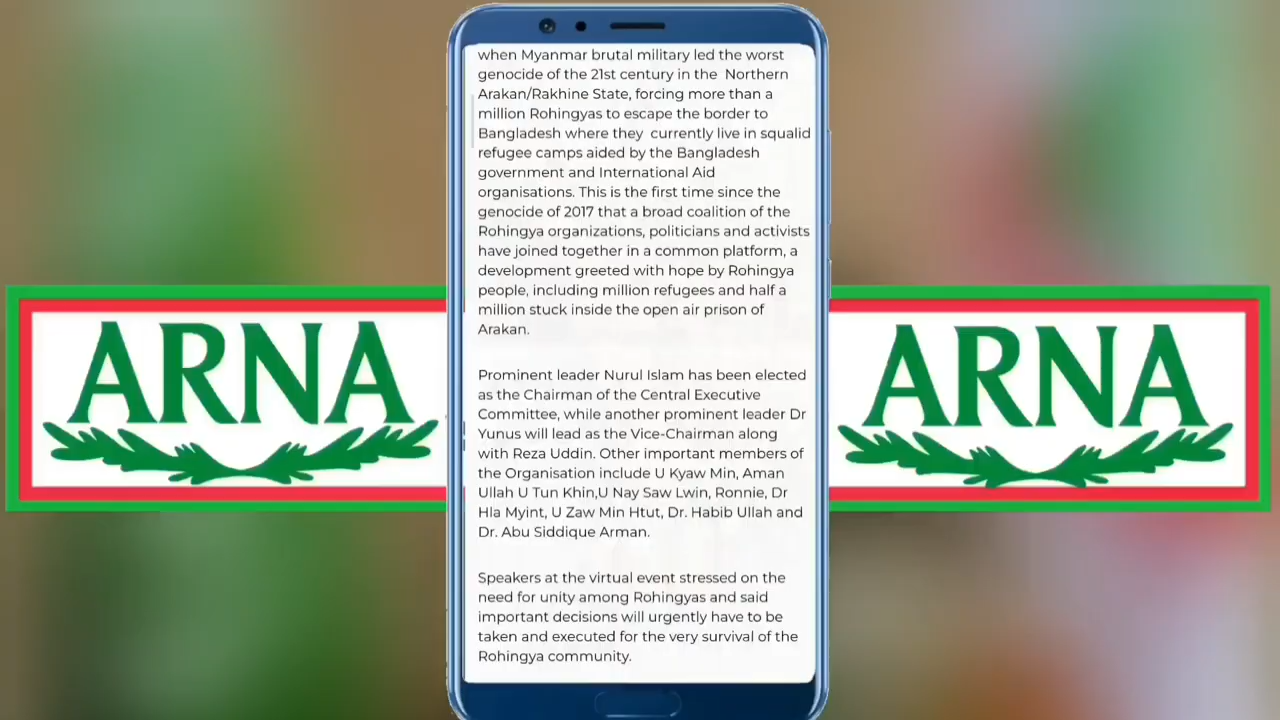 when Myanmar brutal military led the worst
genocide of the 21st century in the Northern
Arakan/Rakhine State, forcing more than a
million Rohingyas to escape the border to
Bangladesh where they currently live in squalid
refugee camps aided by the Bangladesh
government and International Aid
organisations. This is the first time since the
genocide of 2017 that a broad coalition of the
Rohingya organizations, politicians and activists
have joined together in a common platform, a
development greeted with hope by Rohingya
people, including million refugees and half a
million stuck inside the open air prison of
Arakan.
Prominent leader Nurul Islam has been elected
as the Chairman of the Central Executive
Committee, while another prominent leader Dr
Yunus will lead as the Vice-Chairman along
with Reza Uddin. Other important members of
the Organisation include U Kyaw Min, Aman
Ullah U Tun Khin,U Nay Saw Lwin, Ronnie, Dr
Hla Myint, U Zaw Min Htut, Dr. Habib Ullah and
Dr. Abu Siddique Arman.
Speakers at the virtual event stressed on the
need for unity among Rohingyas and said
important decisions will urgently have to be
taken and executed for the very survival of the
Rohingya community.
ARNA
ARNA